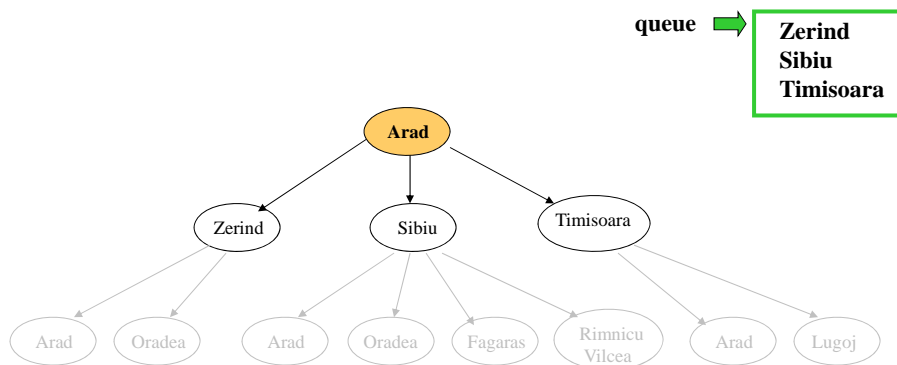 queue
Zerind
Sibiu
Timisoara
Arad
Zerind
Sibiu
Timisoara
Arad
Oradea
Arad
Oradea
Fagaras
Rimnicu
Vilcea
Arad
Lugoj